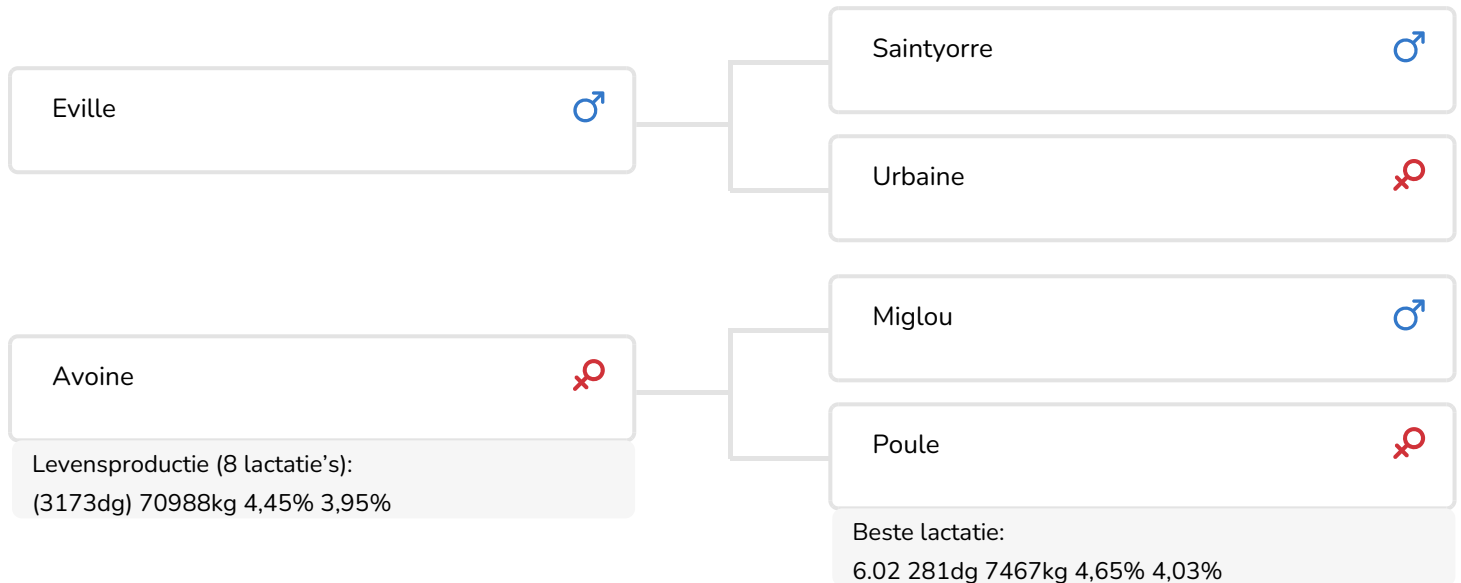 Saintyorre
Eville
Urbaine
Miglou
Avoine
Poule
Levensproductie (8 lactatie’s):
(3173dg) 70988kg 4,45% 3,95%
Beste lactatie:
6.02 281dg 7467kg 4,65% 4,03%